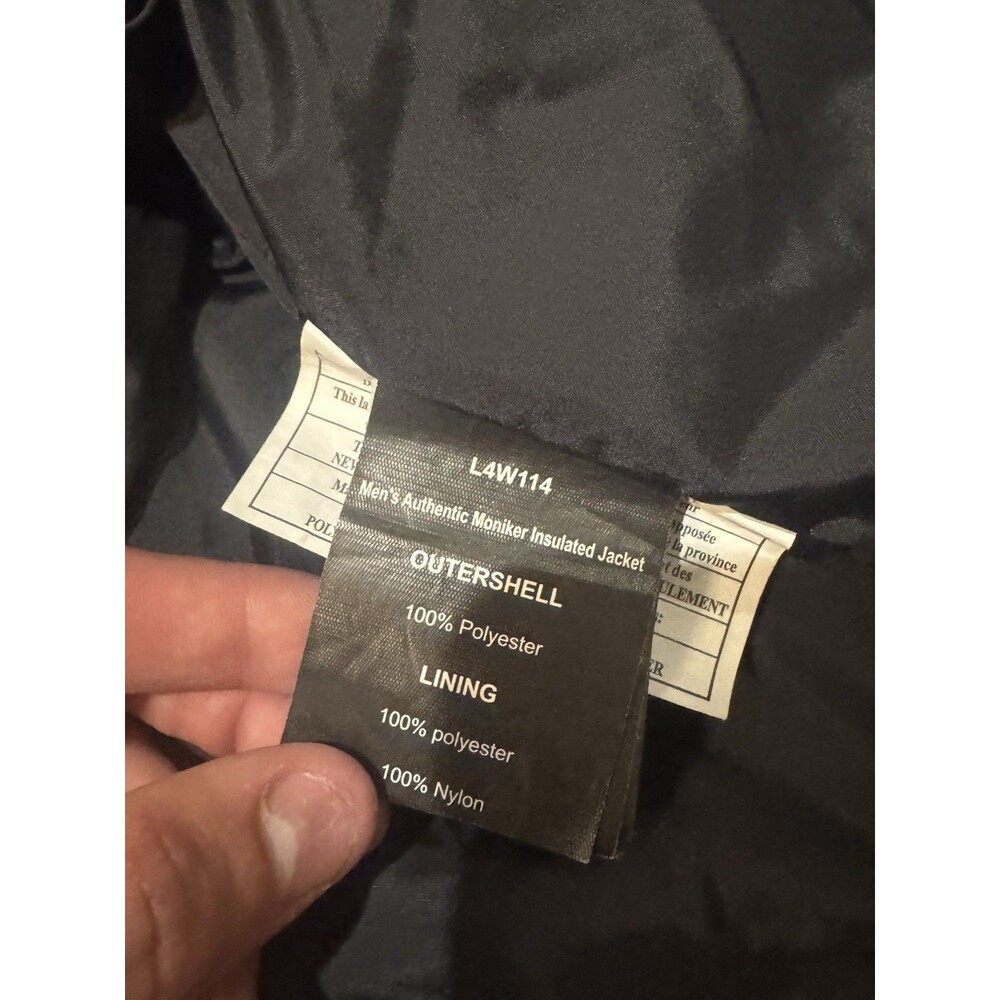 L4W114
Men's Authentic Moniker Insulated Jacket
OUTERSHELL
100% Polyester
LINING
100% polyester
100% Nylon
This la
NEW
POL
apposée
la province
t des
ULEMENT
ER